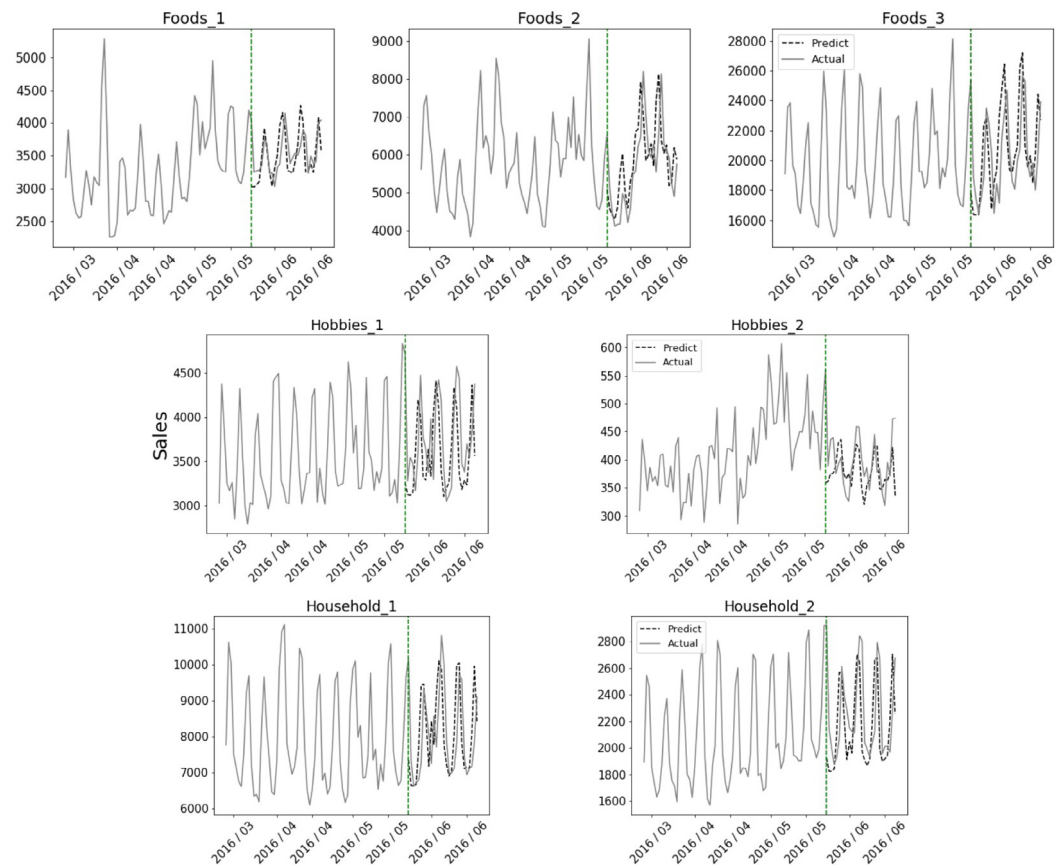 Foods_1
5000
4500
4000
3500
3000
2500
2016 / 03
2016 / 04
2016 / 04
2016 / 05
2016 / 05
2016 / 06
2016 / 06
Foods_2
9000
8000
7000
6000
5000
4000
2016 / 03
2016 / 04
2016 / 04
2016 / 05
2016 / 05
2016 / 06
2016 / 06
Foods_3
Predict
Actual
28000
26000
24000
22000
20000
18000
16000
2016 / 03
2016 / 04
2016 / 04
2016 / 05
2016 / 05
2016 / 06
2016 / 06
Sales
Hobbies_1
4500
4000
3500
3000
2016 / 03
2016 / 04
2016 / 04
2016 / 05
2016 / 05
2016 / 06
2016 / 06
Hobbies_2
Predict
Actual
600
550
500
450
400
350
300
2016 / 03
2016 / 04
2016 / 04
2016 / 05
2016 / 05
2016 / 06
2016 / 06
Household_1
11000
10000
9000
8000
7000
6000
2016 / 03
2016 / 04
2016 / 04
2016 / 05
2016 / 05
2016 / 06
2016 / 06
Household_2
Predict
Actual
2800
2600
2400
2200
2000
1800
1600
2016 / 03
2016 / 04
2016 / 04
2016 / 05
2016 / 05
2016 / 06
2016 / 06